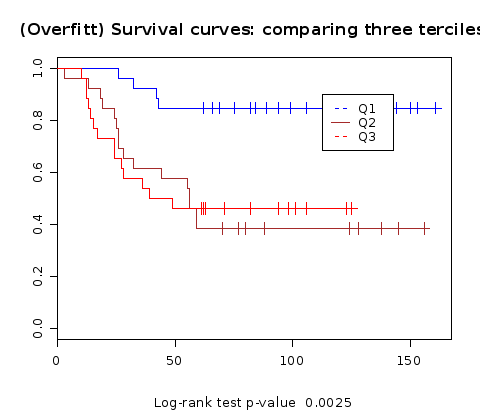 (Overfitt) Survival curves: comparing three terciles
1.0
0.8
0.6
0.4
0.2
0.0
Q1
Q2
Q3
0 50 100 150
Log-rank test p-value 0.0025